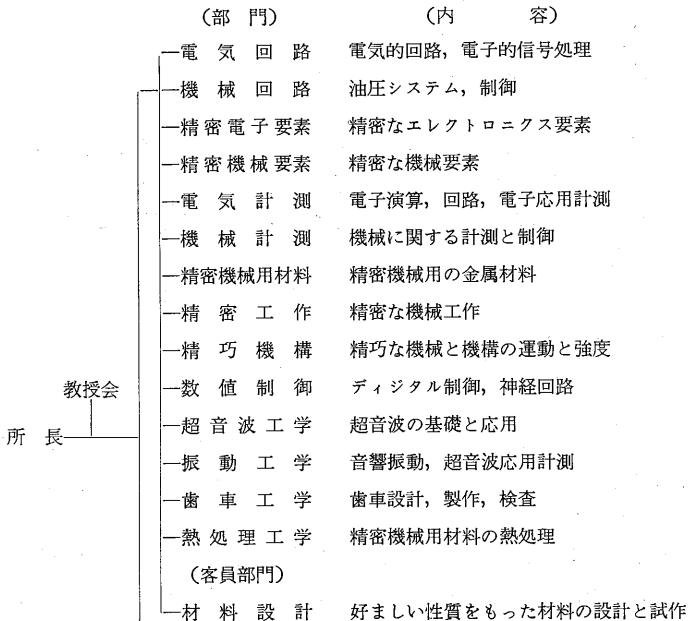 (部 門) (内 容)
電気回路 電気的回路，電子的信号処理
機械回路 油圧システム，制御
精密電子要素 精密なエレクトロニクス要素
精密機械要素 精密な機械要素
電気計測 電子演算，回路，電子応用計測
機械計測 機械に関する計測と制御
精密機械用材料 精密機械用の金属材料
精密工作 精密な機械工作
精巧機構 精巧な機械と機構の運動と強度
教授会
数値制御 ディジタル制御，神経回路
超音波工学 超音波の基礎と応用
所長
振動工学 音響振動，超音波応用計測
歯車工学 歯車設計，製作，検査
熱処理工学 精密機械用材料の熱処理
(客員部門)
材料設計 好ましい性質をもった材料の設計と試作